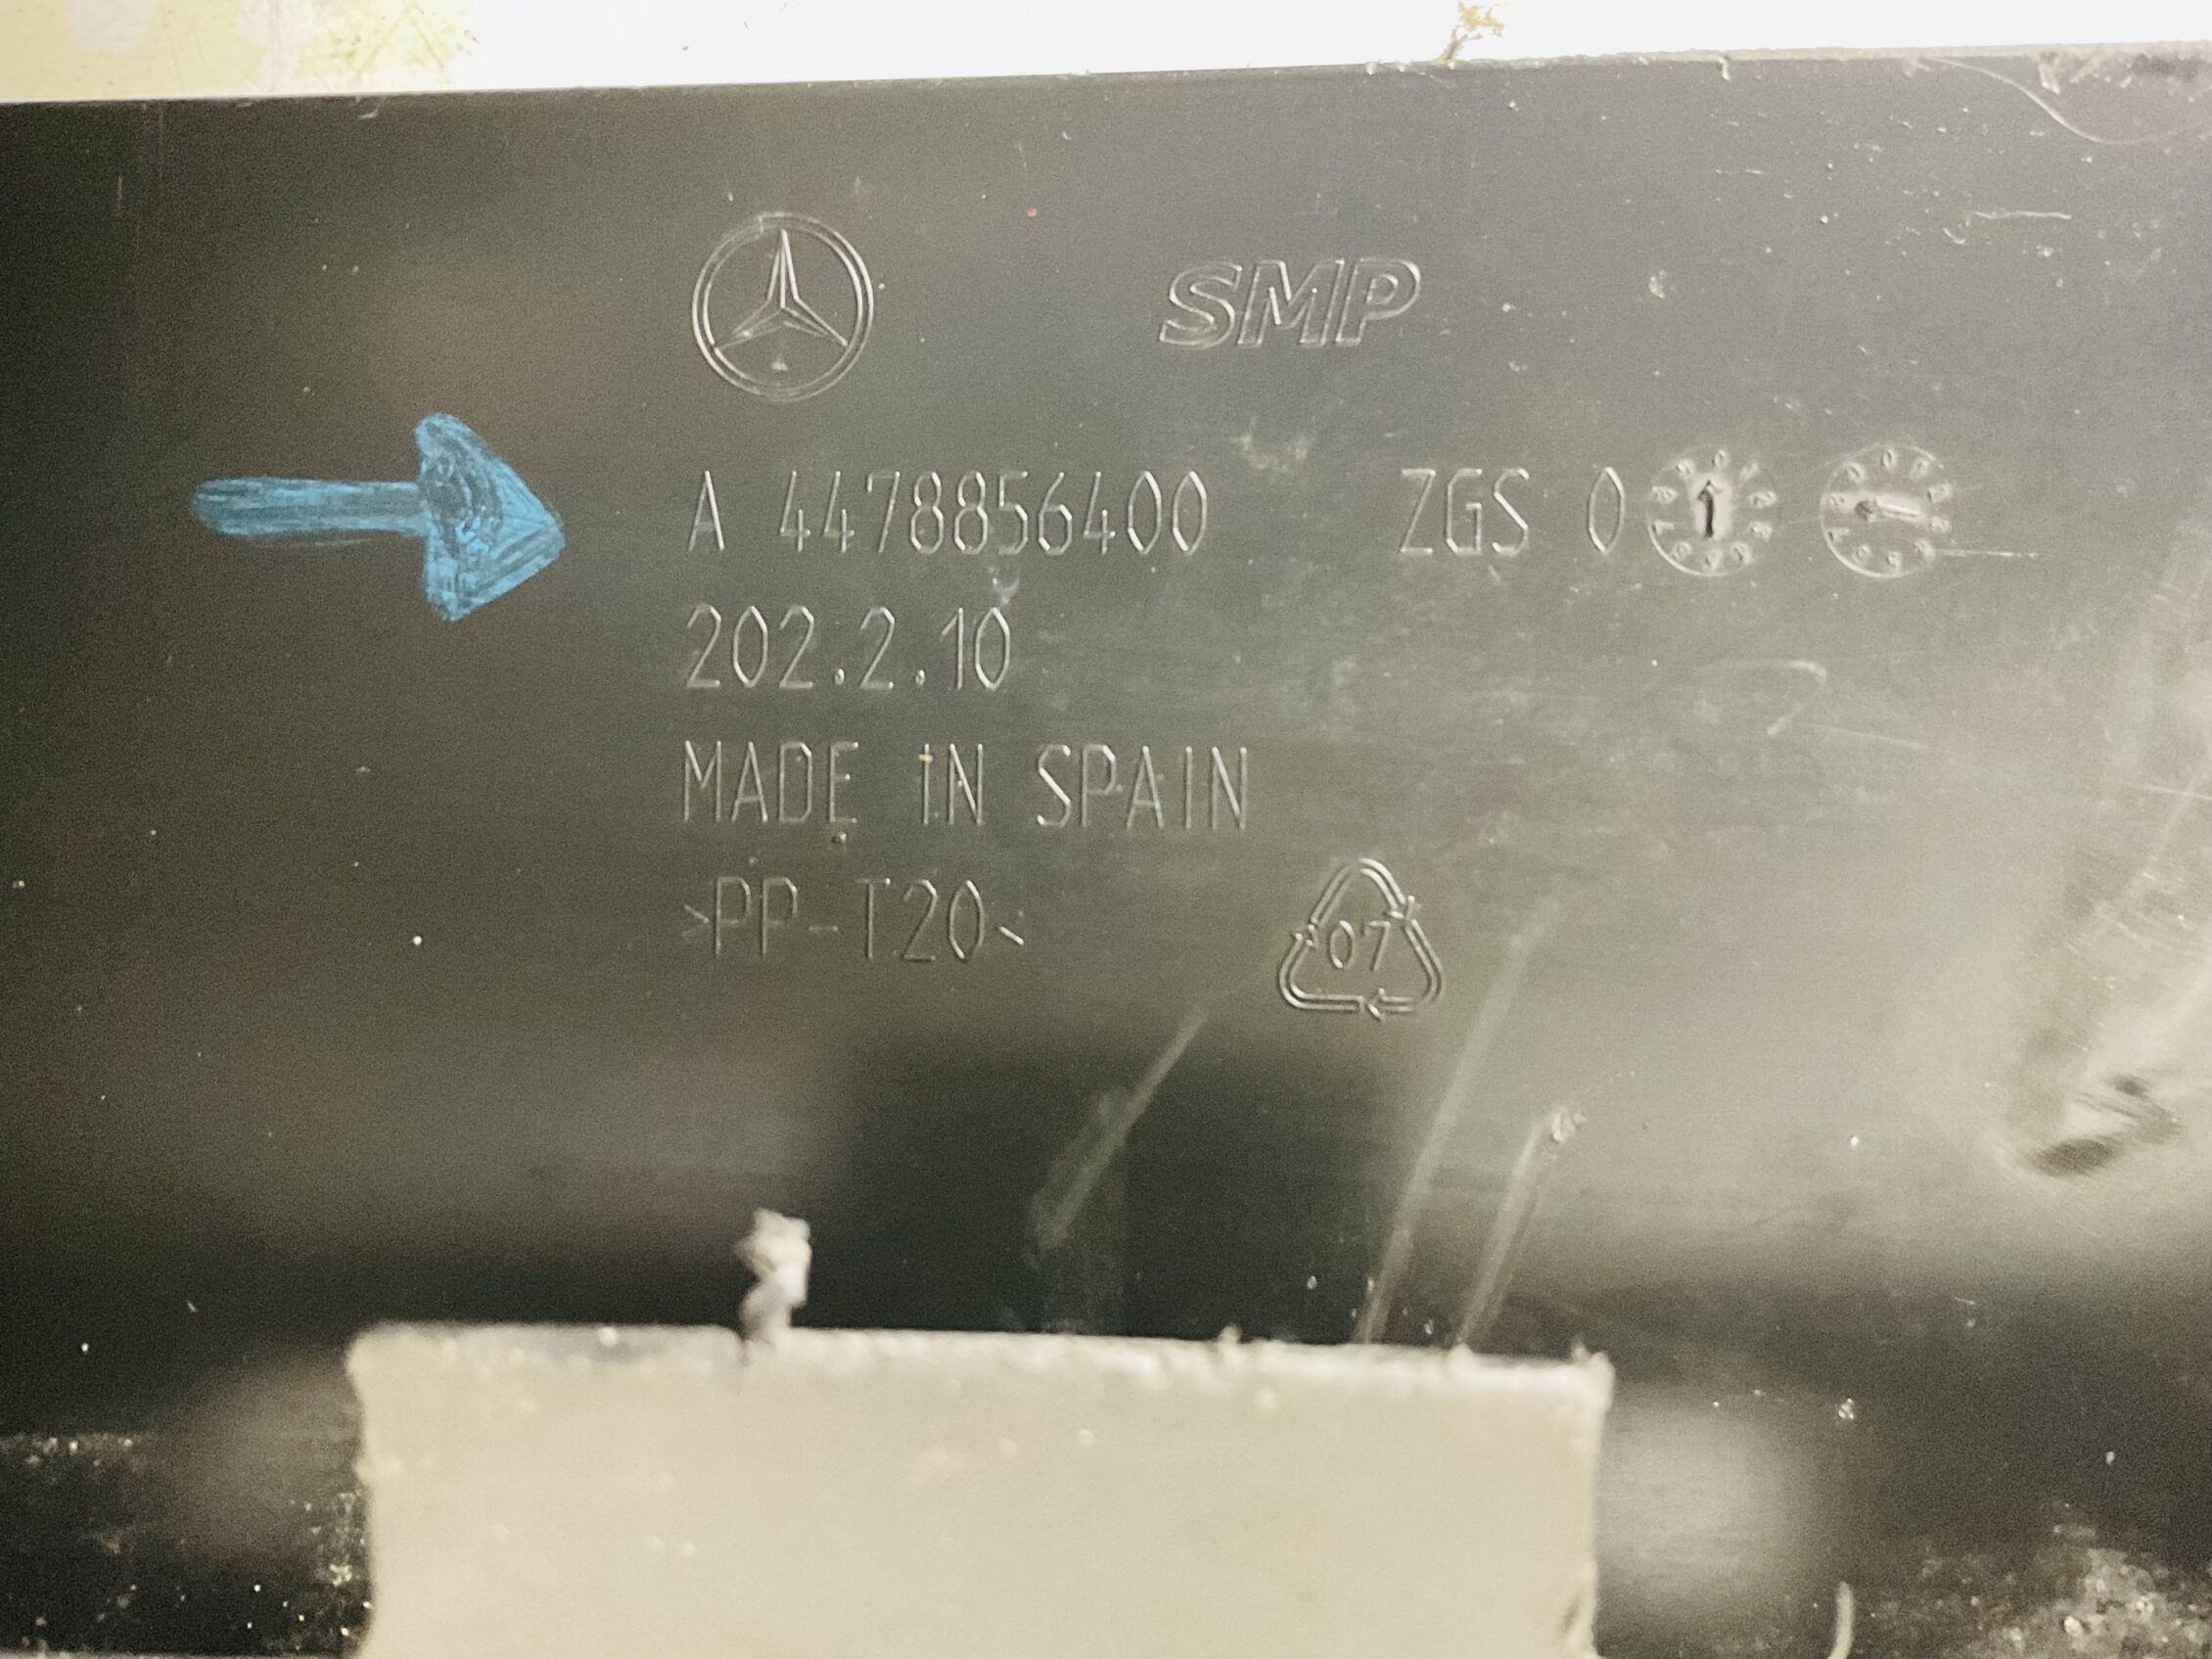 SMP
A 4478856400 ZGS 0
202.2.10
MADE IN SPAIN
>PP-T20<
07